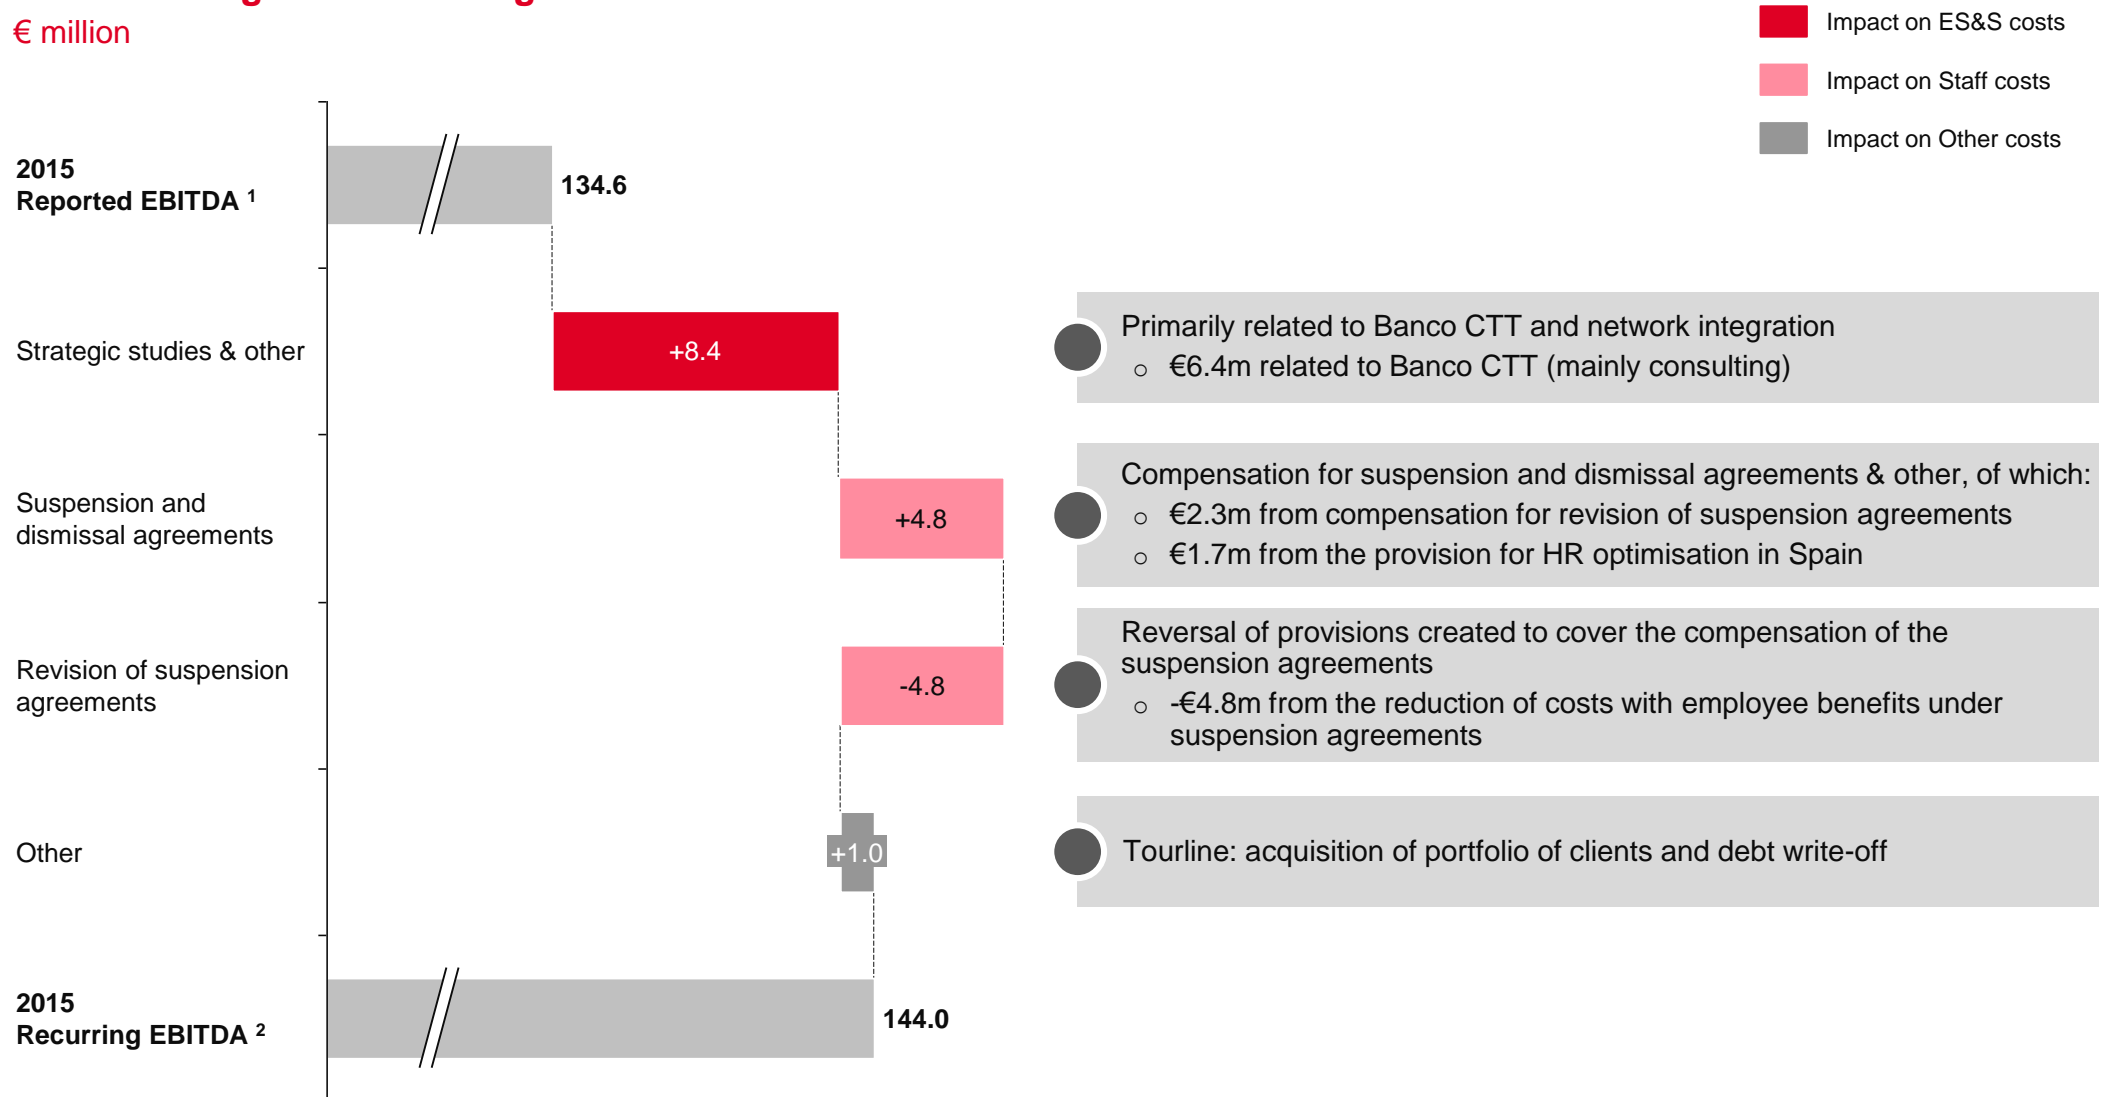 € million
Impact on ES&S costs
Impact on Staff costs
Impact on Other costs
2015
Reported EBITDA 1
134.6
Strategic studies & other
+8.4
Primarily related to Banco CTT and network integration
○ €6.4m related to Banco CTT (mainly consulting)
Suspension and
dismissal agreements
+4.8
Compensation for suspension and dismissal agreements & other, of which:
○ €2.3m from compensation for revision of suspension agreements
○ €1.7m from the provision for HR optimisation in Spain
Revision of suspension
agreements
-4.8
Reversal of provisions created to cover the compensation of the
suspension agreements
○ -€4.8m from the reduction of costs with employee benefits under
suspension agreements
Other
+1.0
Tourline: acquisition of portfolio of clients and debt write-off
2015
Recurring EBITDA 2
144.0